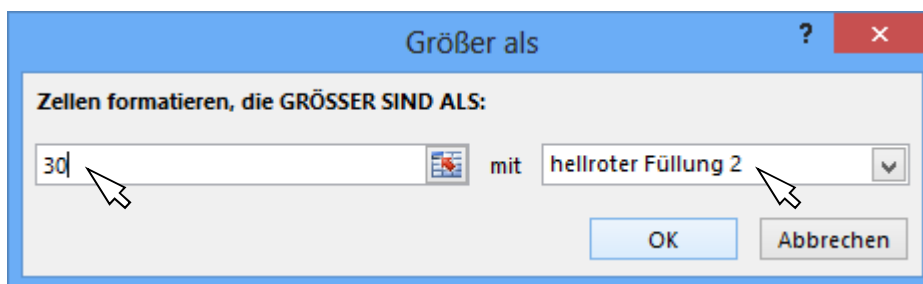 Größer als
?
×
Zellen formatieren, die GRÖSSER SIND ALS:
30 mit hellroter Füllung 2
OK Abbrechen